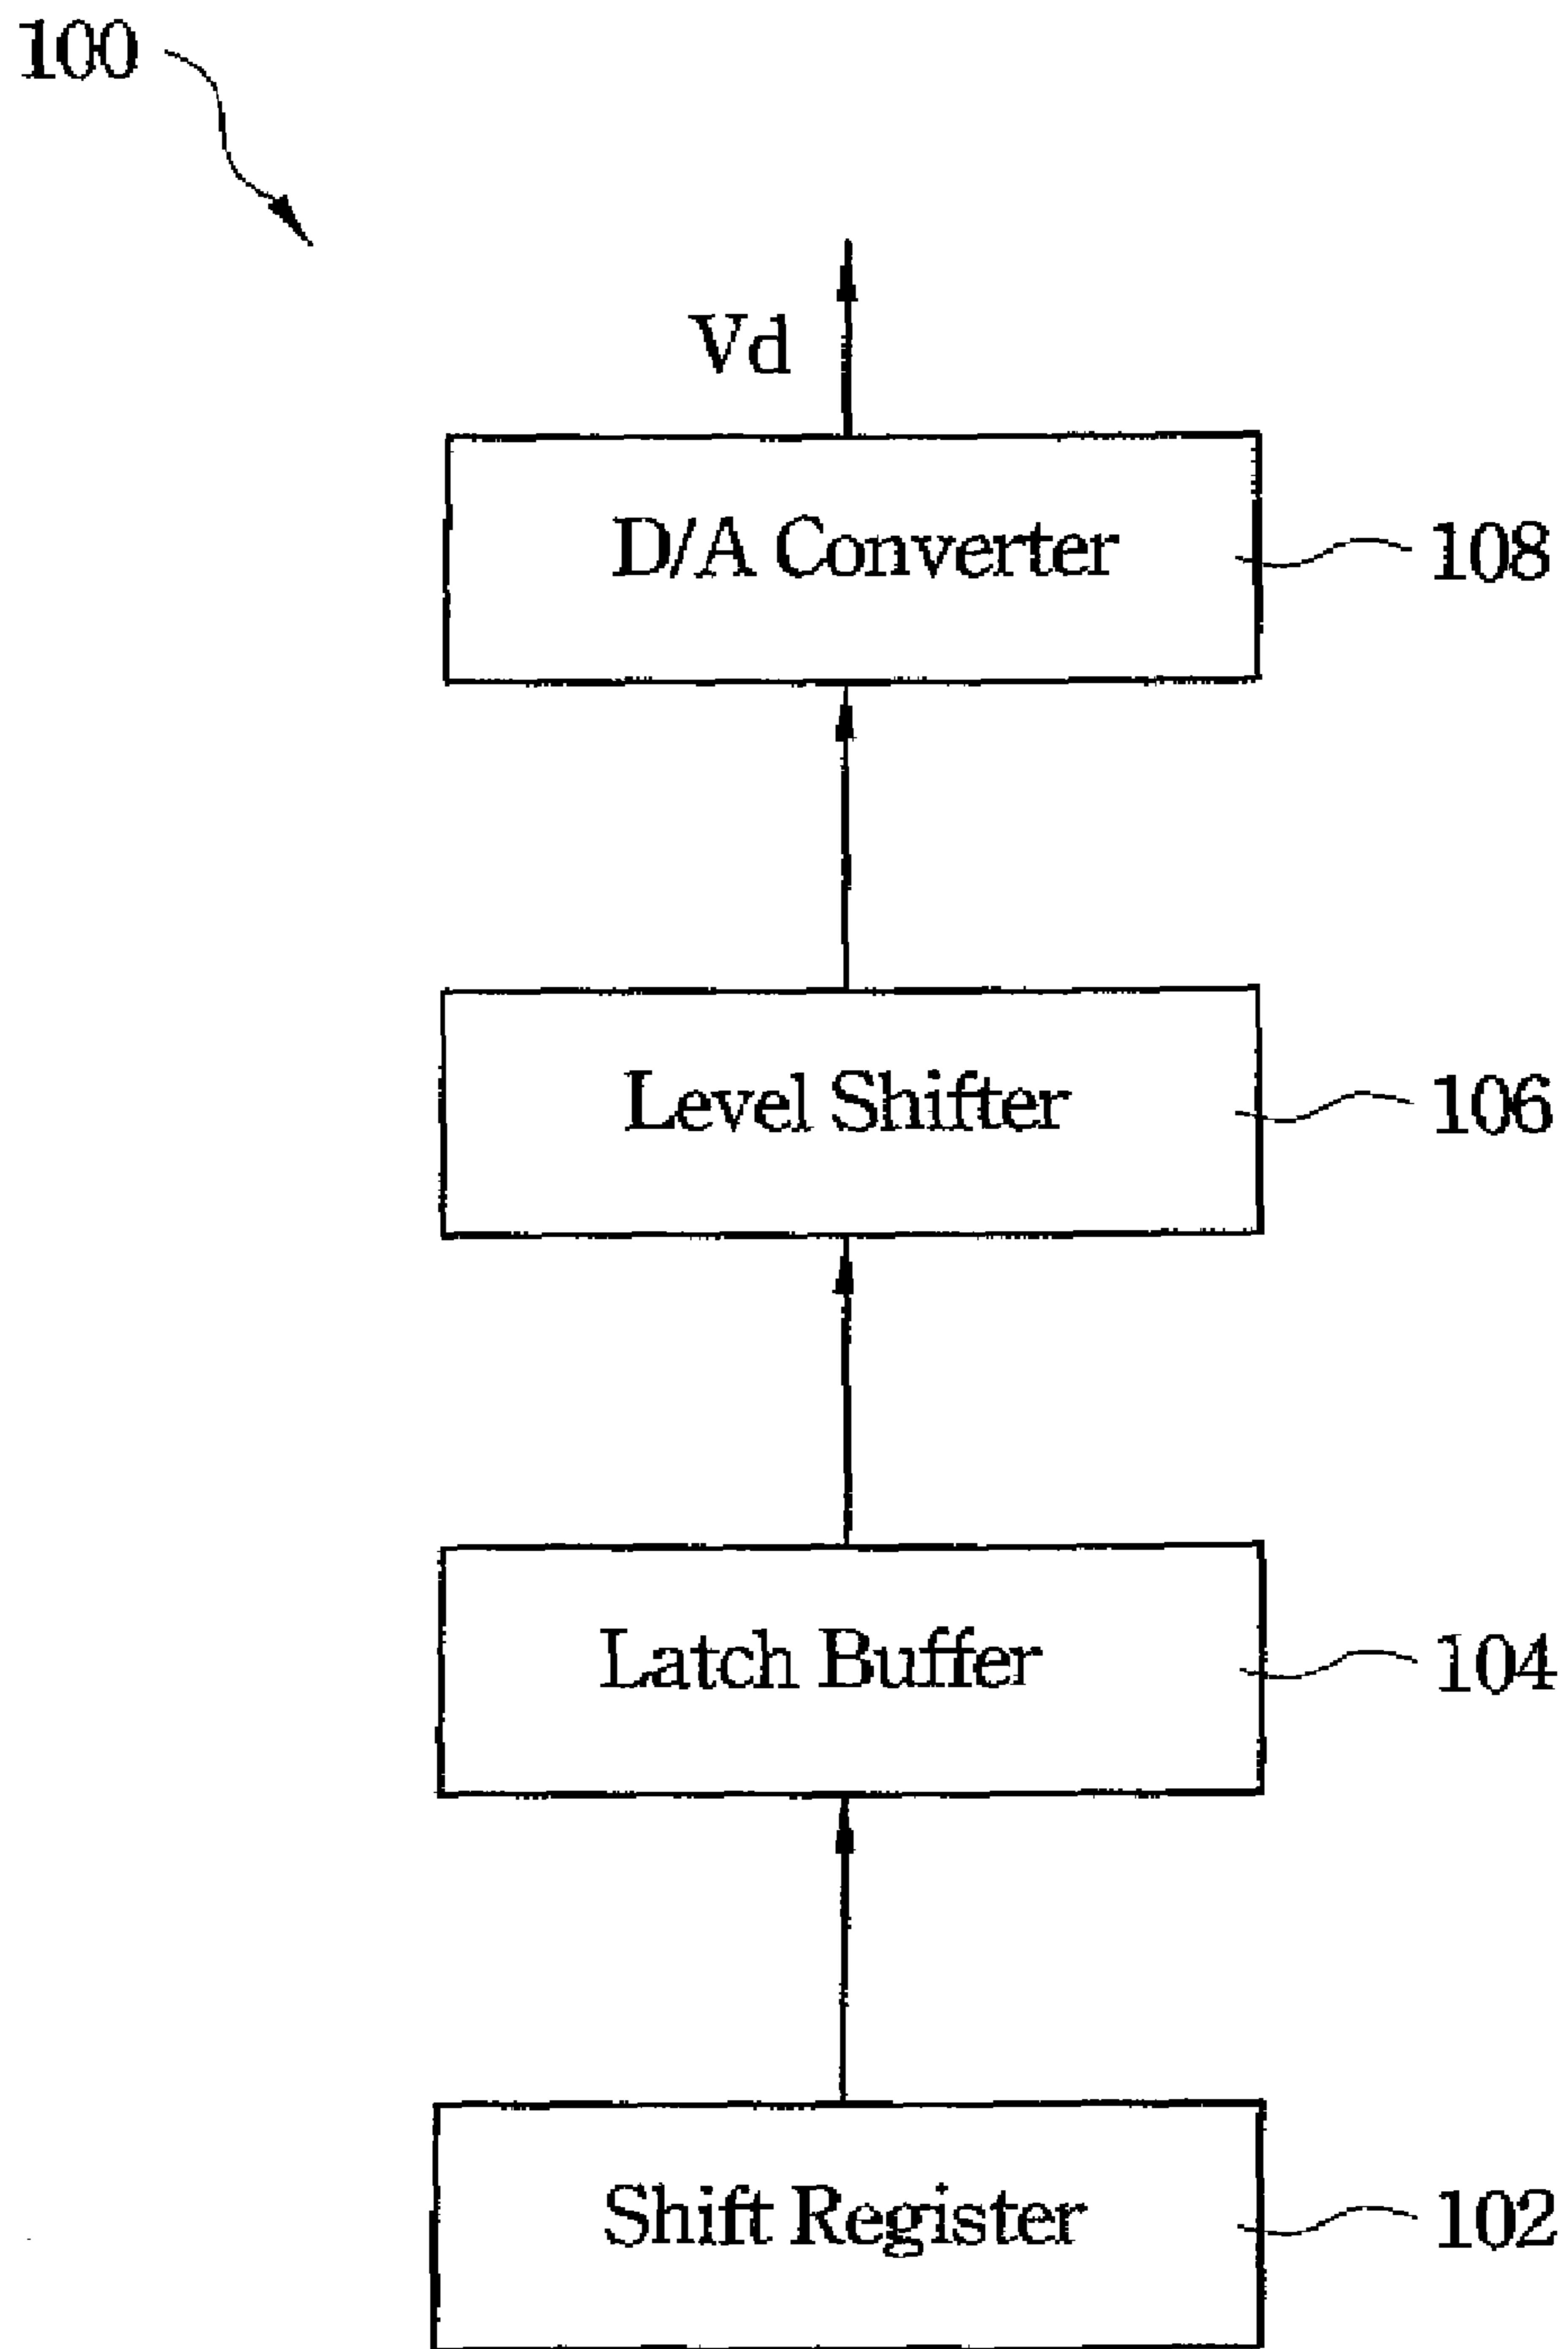 100
Vd
D/A Converter
108
Level Shifter
106
Latch Buffer
104
Shift Register
102